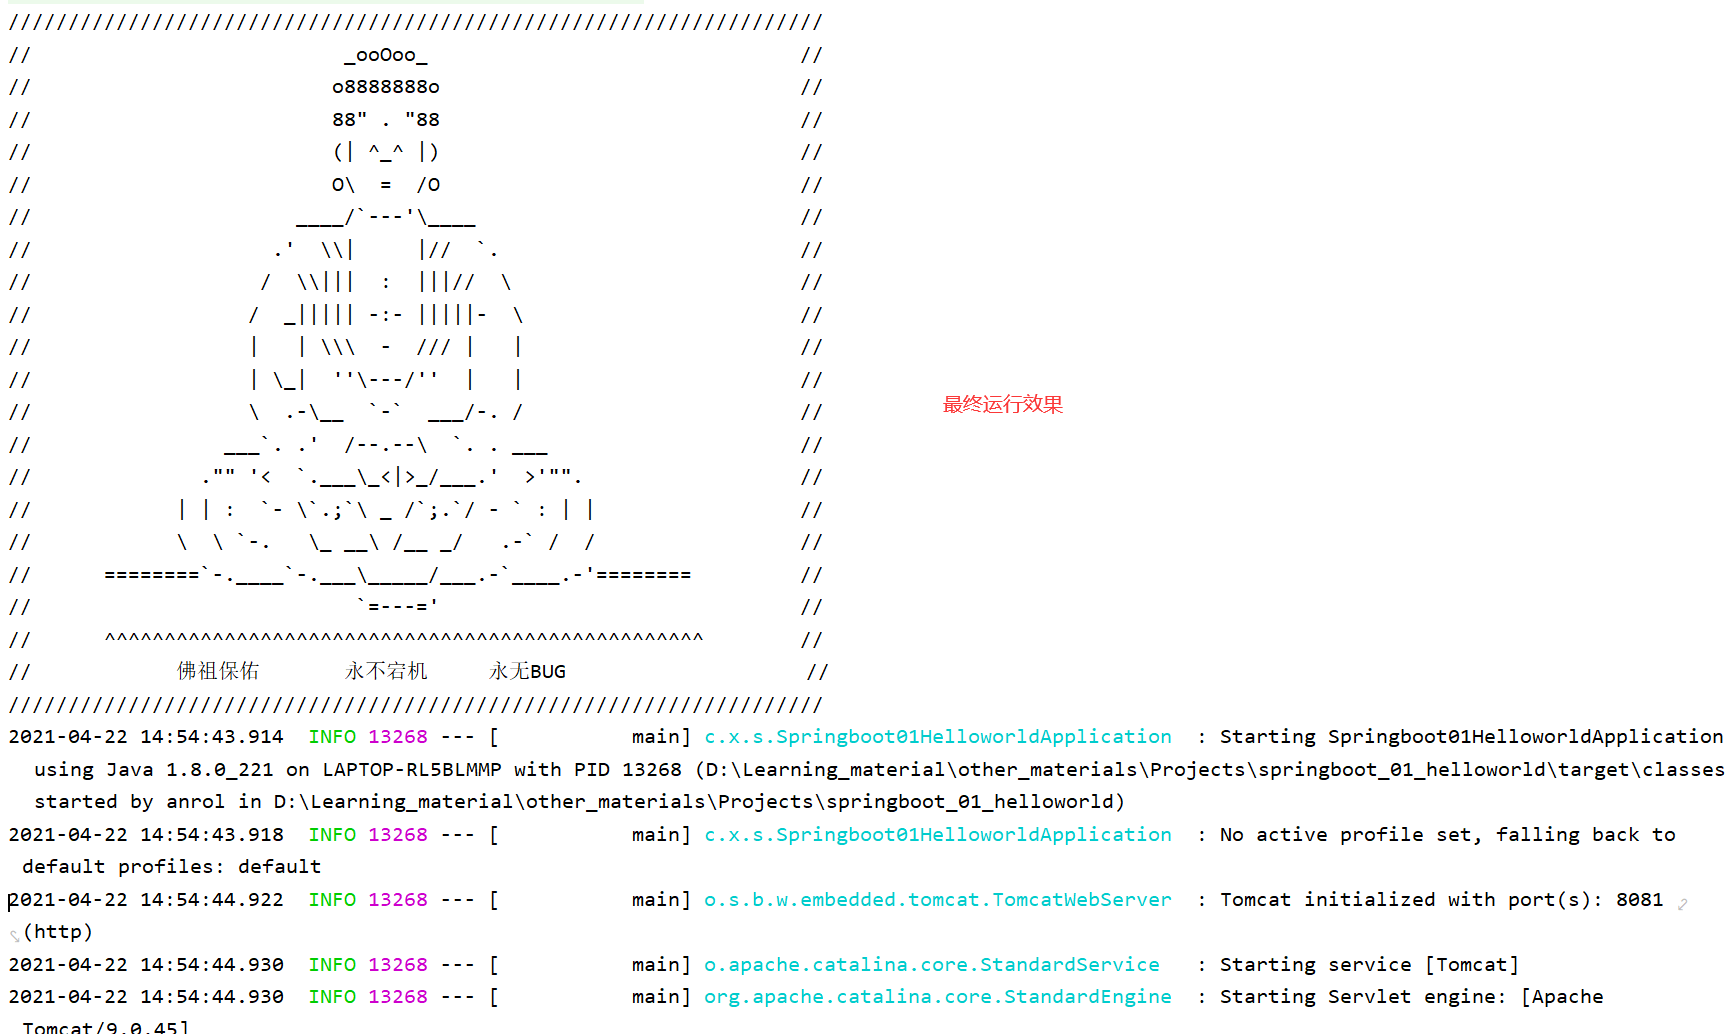 ////////////////////////////////////////////////////////////////////
//                          _ooOoo_                               //
//                         o8888888o                              //
//                         88" . "88                              //
//                         (| ^_^ |)                              //
//                         O\  =  /O                              //
//                      ____/`---'\____                           //
//                    .'  \\|     |//  `.                         //
//                   /  \\|||  :  |||//  \                        //
//                  /  _||||| -:- |||||-  \                       //
//                  |   | \\\  -  /// |   |                       //
//                  | \_|  ''\---/''  |   |                       //
//                  \  .-\__  `-`  ___/-. /                       //
//                ___`. .'  /--.--\  `. . ___                     //
//              ."" '<  `.___\_<|>_/___.'  >'"".                  //
//            | | :  `- \`.;`\ _ /`;.`/ - ` : | |                 //
//            \  \ `-.   \_ __\ /__ _/   .-` /  /                 //
//      ========`-.____`-.___\_____/___.-`____.-'========         //
//                           `=---='                              //
//      ^^^^^^^^^^^^^^^^^^^^^^^^^^^^^^^^^^^^^^^^^^^^^^^^^^        //
//            佛祖保佑       永不宕机     永无BUG                    //
////////////////////////////////////////////////////////////////////
最终运行效果
2021-04-22 14:54:43.914  INFO 13268 --- [           main] c.x.s.Springboot01HelloworldApplication  : Starting Springboot01HelloworldApplication
using Java 1.8.0_221 on LAPTOP-RL5BLMMP with PID 13268 (D:\Learning_material\other_materials\Projects\springboot_01_helloworld\target\classes
started by anrol in D:\Learning_material\other_materials\Projects\springboot_01_helloworld)
2021-04-22 14:54:43.918  INFO 13268 --- [           main] c.x.s.Springboot01HelloworldApplication  : No active profile set, falling back to
default profiles: default
2021-04-22 14:54:44.922  INFO 13268 --- [           main] o.s.b.w.embedded.tomcat.TomcatWebServer  : Tomcat initialized with port(s): 8081
(http)
2021-04-22 14:54:44.930  INFO 13268 --- [           main] o.apache.catalina.core.StandardService   : Starting service [Tomcat]
2021-04-22 14:54:44.930  INFO 13268 --- [           main] org.apache.catalina.core.StandardEngine  : Starting Servlet engine: [Apache
Tomcat/9.0.45]